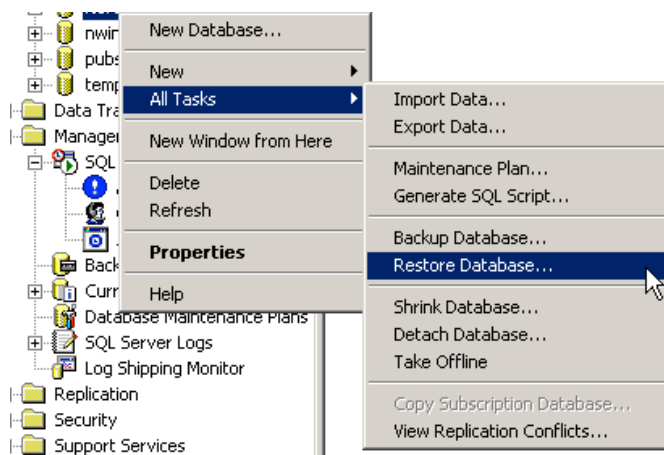 nwin
pubs
temp
Data Tra
Manager
SQL
Back
Curr
Database Maintenance Plans
SQL Server Logs
Log Shipping Monitor
Replication
Security
Support Services
New Database...
New
All Tasks
New Window from Here
Delete
Refresh
Properties
Help
Import Data...
Export Data...
Maintenance Plan...
Generate SQL Script...
Backup Database...
Restore Database...
Shrink Database...
Detach Database...
Take Offline
Copy Subscription Database...
View Replication Conflicts...